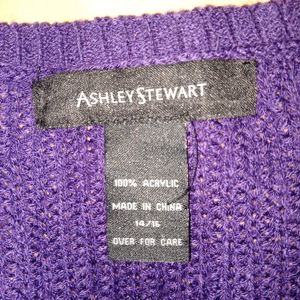 ASHLEY STEWART
100% ACRYLIC
MADE IN CHINA
14/16
OVER FOR CARE